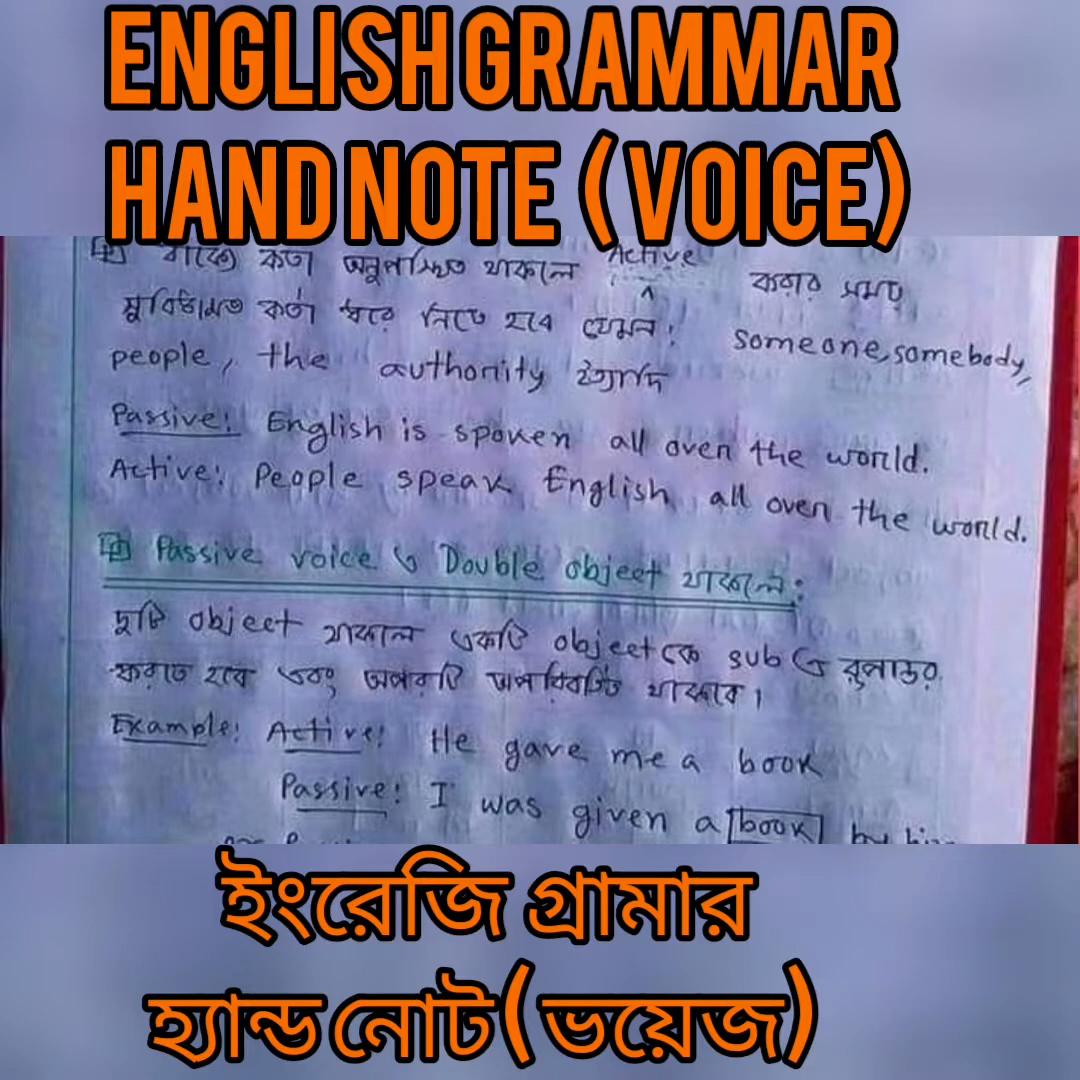 ENGLISH GRAMMAR
HAND NOTE (VOICE)
বাক্যে কর্তা অনুপস্থিত থাকলে Active করার সময়
সুবিধামত কর্তা ধরে নিতে হবে যেমন: someone, somebody,
people, the authority ইত্যাদি
Passive: English is spoken all over the world.
Active: People speak English all over the world.
Passive voice এ Double object থাকলে:
দুটি object থাকলে একটি object কে sub এ রুপান্তর
করতে হবে এবং অপরটি অপরিবর্তিত থাকবে।
Example: Active: He gave me a book
Passive: I was given a book by
ইংরেজি গ্রামার
হ্যান্ড নোট ( ভয়েজ)